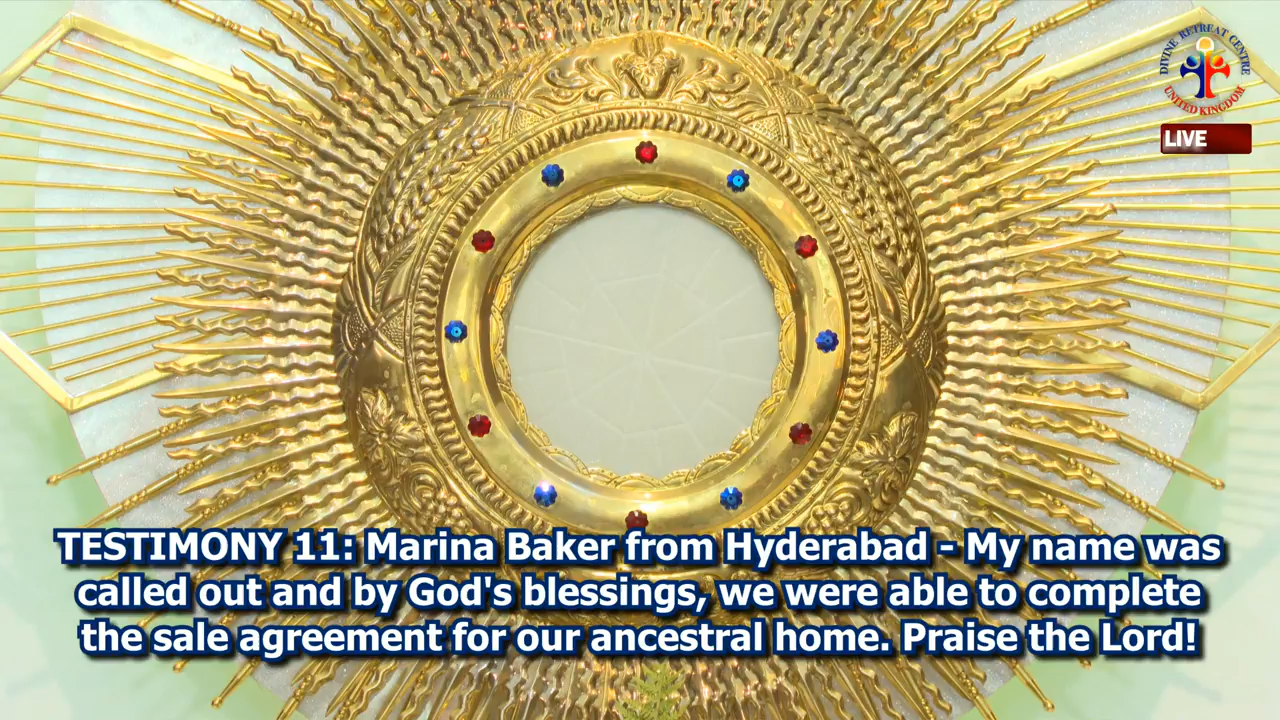 DIVINE RETREAT CENTRE
UNITED KINGDOM
LIVE
TESTIMONY 11: Marina Baker from Hyderabad - My name was
called out and by God's blessings, we were able to complete
the sale agreement for our ancestral home. Praise the Lord!